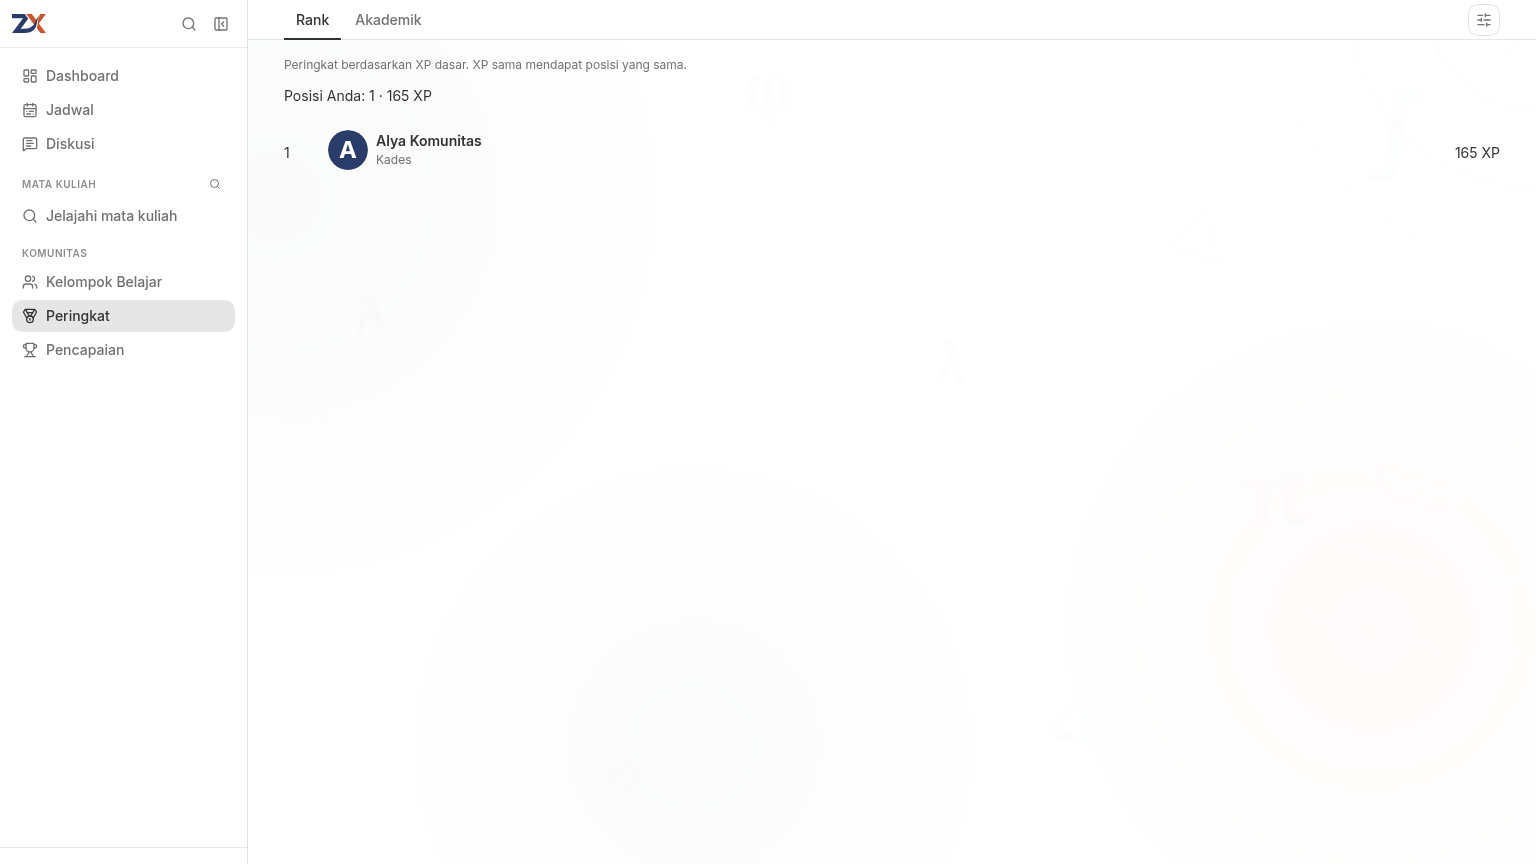 ZX
Dashboard
Jadwal
Diskusi
MATA KULIAH
Jelajahi mata kuliah
KOMUNITAS
Kelompok Belajar
Peringkat
Pencapaian
Rank
Akademik
Peringkat berdasarkan XP dasar. XP sama mendapat posisi yang sama.
Posisi Anda: 1 · 165 XP
1
A
Alya Komunitas
Kades
165 XP
φ
∫
∂
λ
π
∞